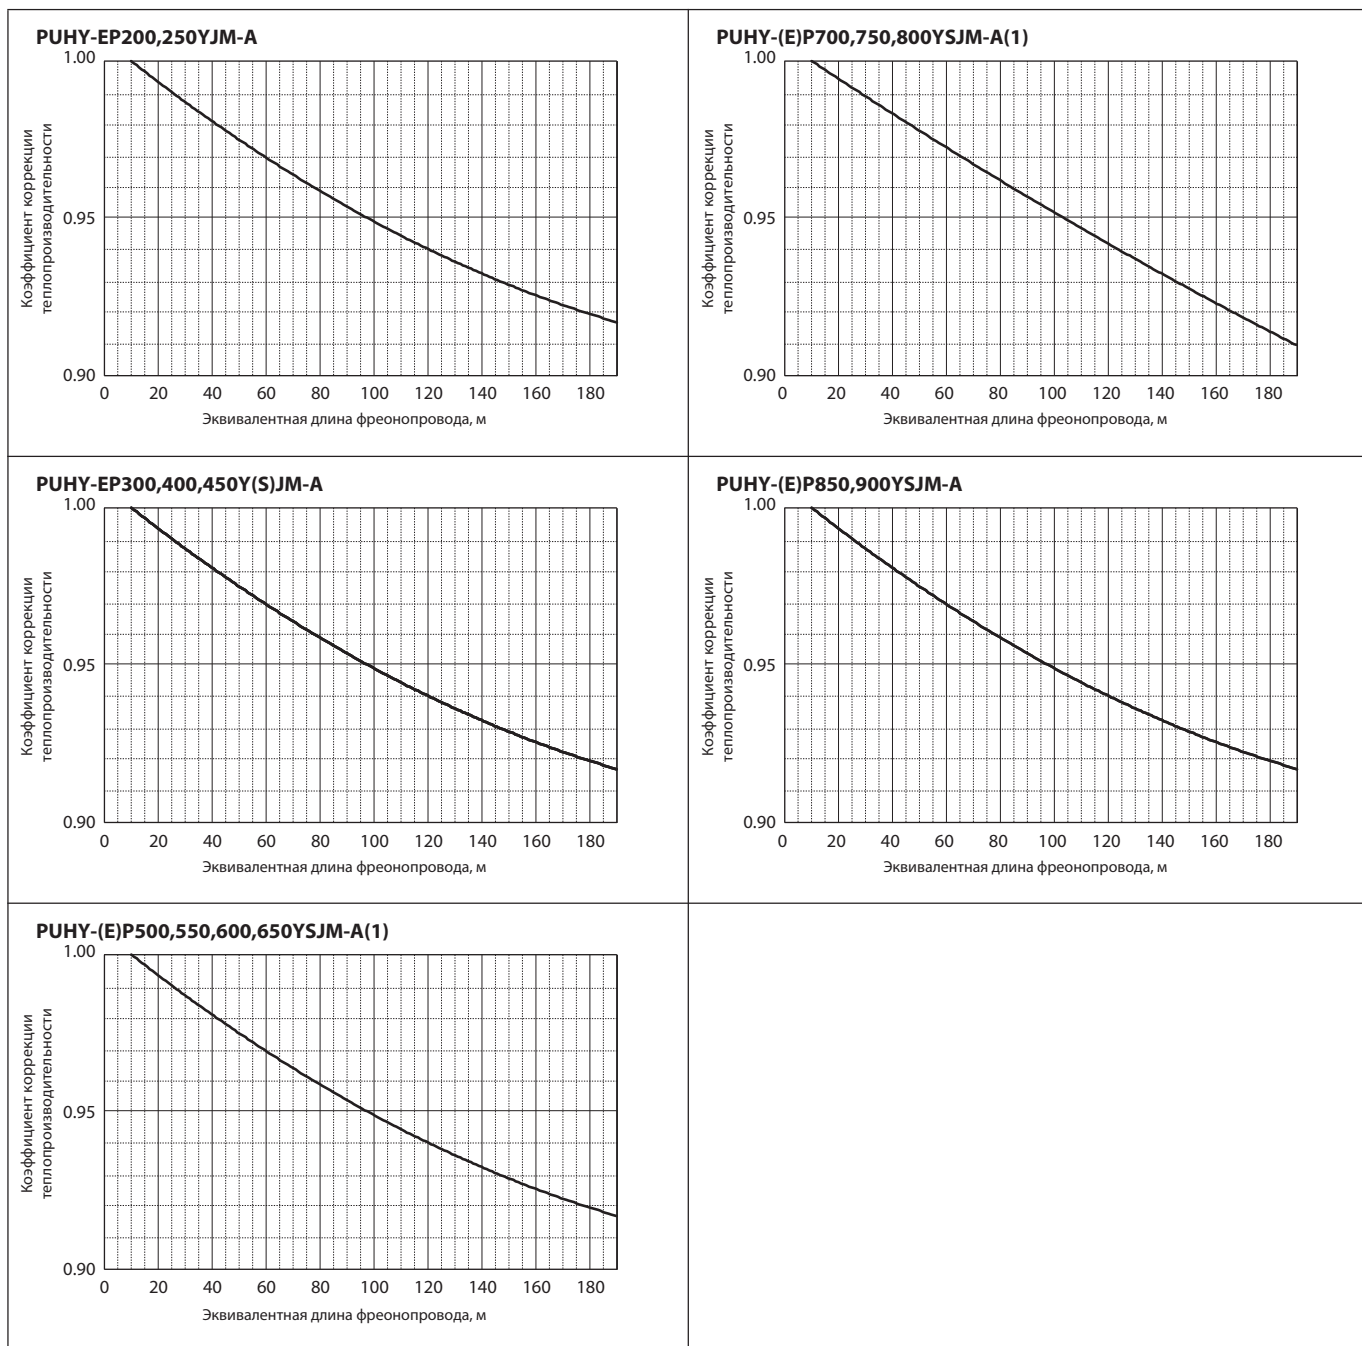 PUHY-EP200,250YJM-A
1.00
0.95
0.90
Коэффициент коррекции
теплопроизводительности
0 20 40 60 80 100 120 140 160 180
Эквивалентная длина фреонопровода, м
PUHY-(E)P700,750,800YSJM-A(1)
1.00
0.95
0.90
Коэффициент коррекции
теплопроизводительности
0 20 40 60 80 100 120 140 160 180
Эквивалентная длина фреонопровода, м
PUHY-EP300,400,450Y(S)JM-A
1.00
0.95
0.90
Коэффициент коррекции
теплопроизводительности
0 20 40 60 80 100 120 140 160 180
Эквивалентная длина фреонопровода, м
PUHY-(E)P850,900YSJM-A
1.00
0.95
0.90
Коэффициент коррекции
теплопроизводительности
0 20 40 60 80 100 120 140 160 180
Эквивалентная длина фреонопровода, м
PUHY-(E)P500,550,600,650YSJM-A(1)
1.00
0.95
0.90
Коэффициент коррекции
теплопроизводительности
0 20 40 60 80 100 120 140 160 180
Эквивалентная длина фреонопровода, м